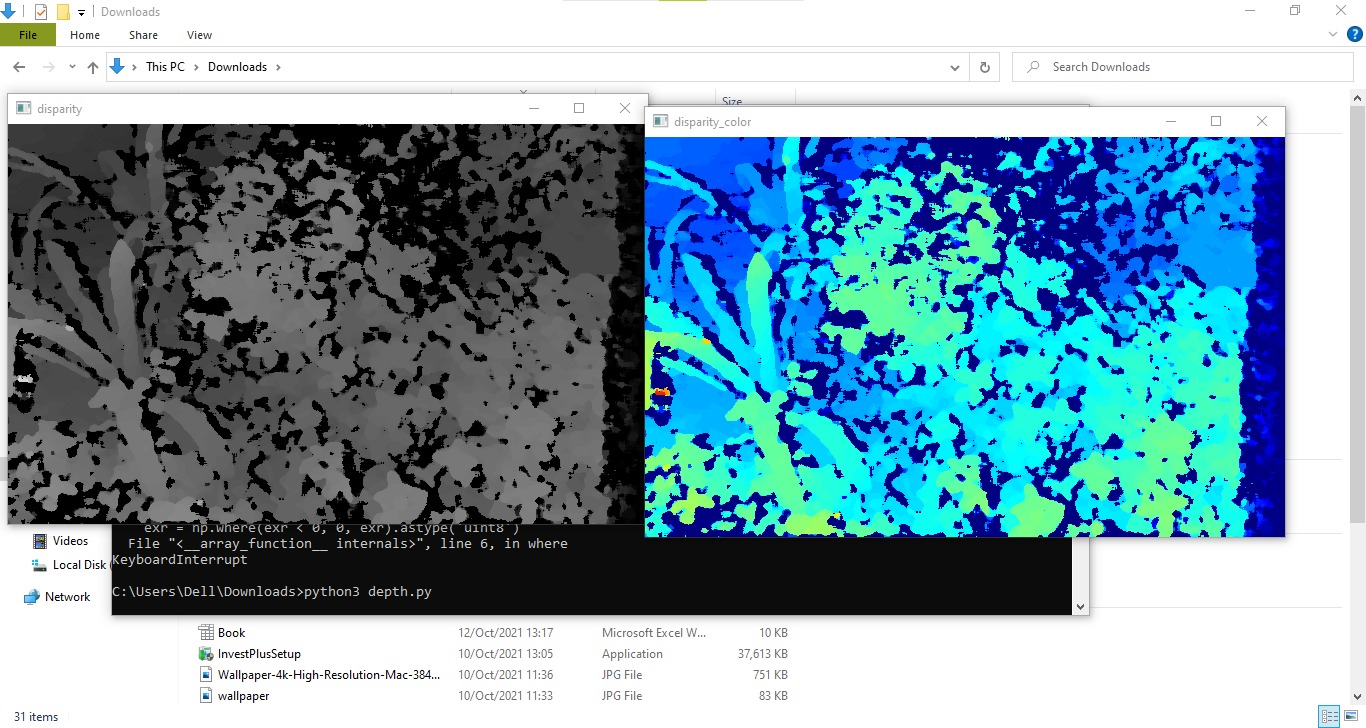 Downloads
File Home Share View
This PC Downloads Search Downloads
Size
disparity
disparity_color
exr = np.where(exr < 0, 0, exr).astype('uint8')
File "<__array_function__ internals>", line 6, in where
KeyboardInterrupt
C:\Users\Dell\Downloads>python3 depth.py
Videos
Local Disk
Network
Book 12/Oct/2021 13:17 Microsoft Excel W... 10 KB
InvestPlusSetup 10/Oct/2021 13:05 Application 37,613 KB
Wallpaper-4k-High-Resolution-Mac-384... 10/Oct/2021 11:36 JPG File 751 KB
wallpaper 10/Oct/2021 11:33 JPG File 83 KB
31 items